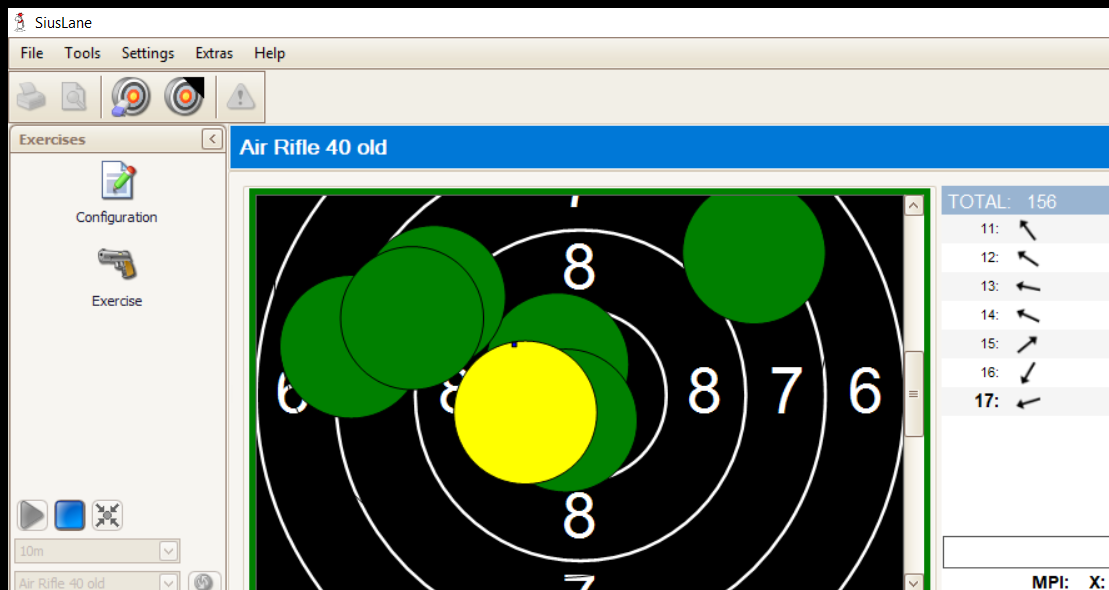 SiusLane
File Tools Settings Extras Help
Exercises
Air Rifle 40 old
Configuration
Exercise
10m
Air Rifle 40 old
7
8
6 8 8 7 6
8
7
TOTAL: 156
11:
12:
13:
14:
15:
16:
17:
MPI: X: